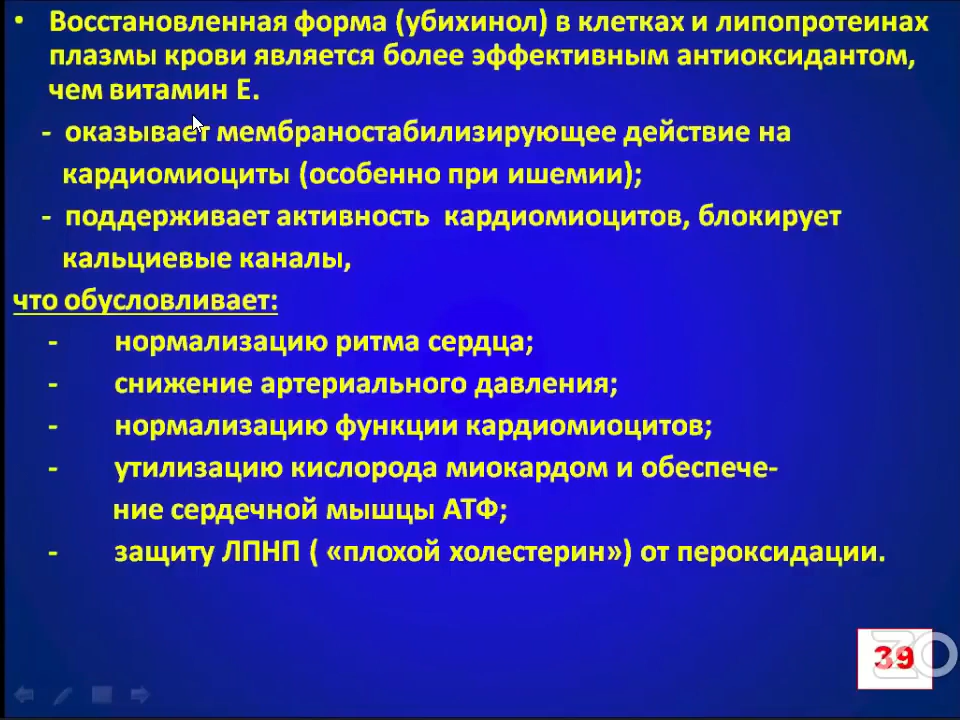 • Восстановленная форма (убихинол) в клетках и липопротеинах
плазмы крови является более эффективным антиоксидантом,
чем витамин Е.
- оказывает мембраностабилизирующее действие на
кардиомиоциты (особенно при ишемии);
- поддерживает активность кардиомиоцитов, блокирует
кальциевые каналы,
что обусловливает:
- нормализацию ритма сердца;
- снижение артериального давления;
- нормализацию функции кардиомиоцитов;
- утилизацию кислорода миокардом и обеспече-
ние сердечной мышцы АТФ;
- защиту ЛПНП ( «плохой холестерин») от пероксидации.
39